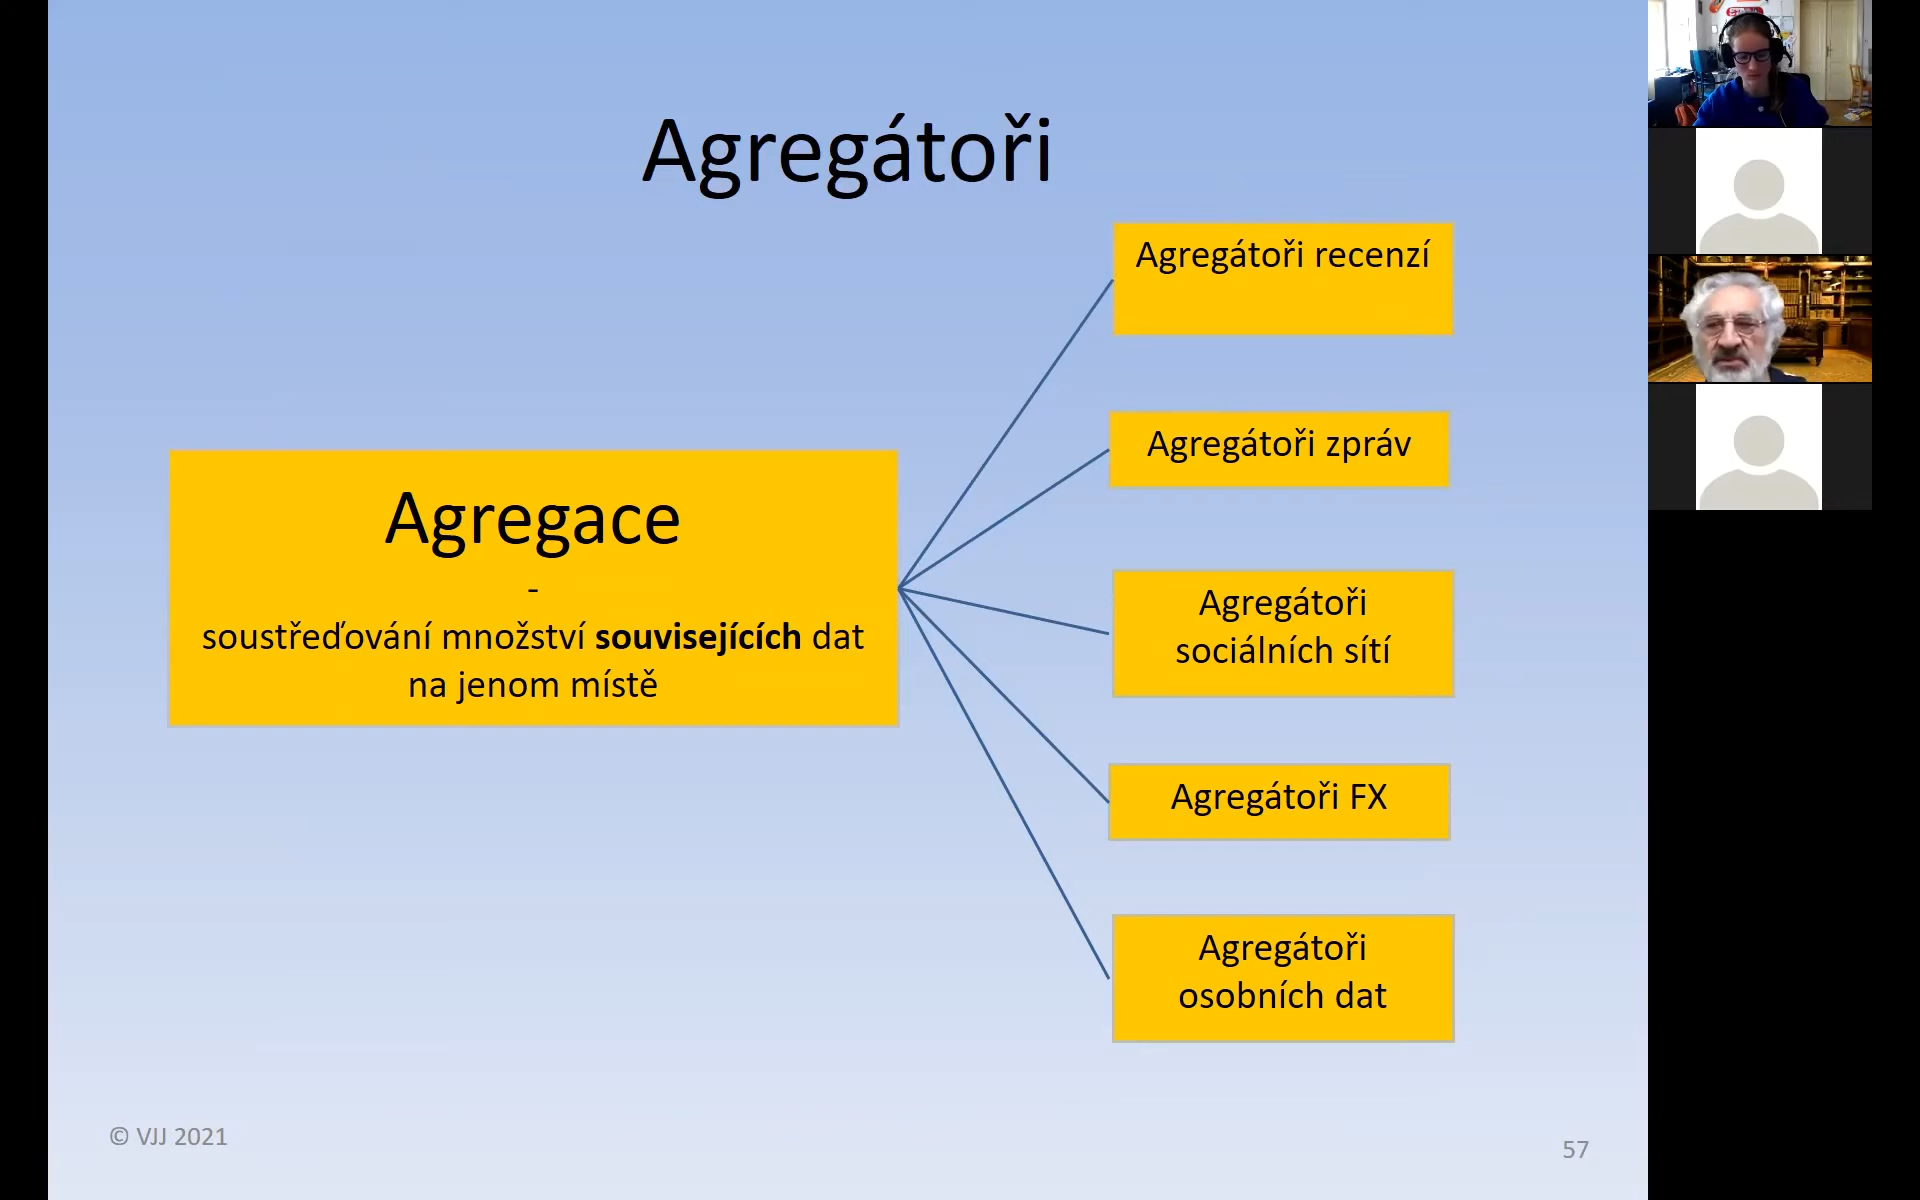 Agregátoři
Agregátoři recenzí
Agregátoři zpráv
Agregace
-
soustřeďování množství souvisejících dat
na jenom místě
Agregátoři
sociálních sítí
Agregátoři FX
Agregátoři
osobních dat
© VJJ 2021
57